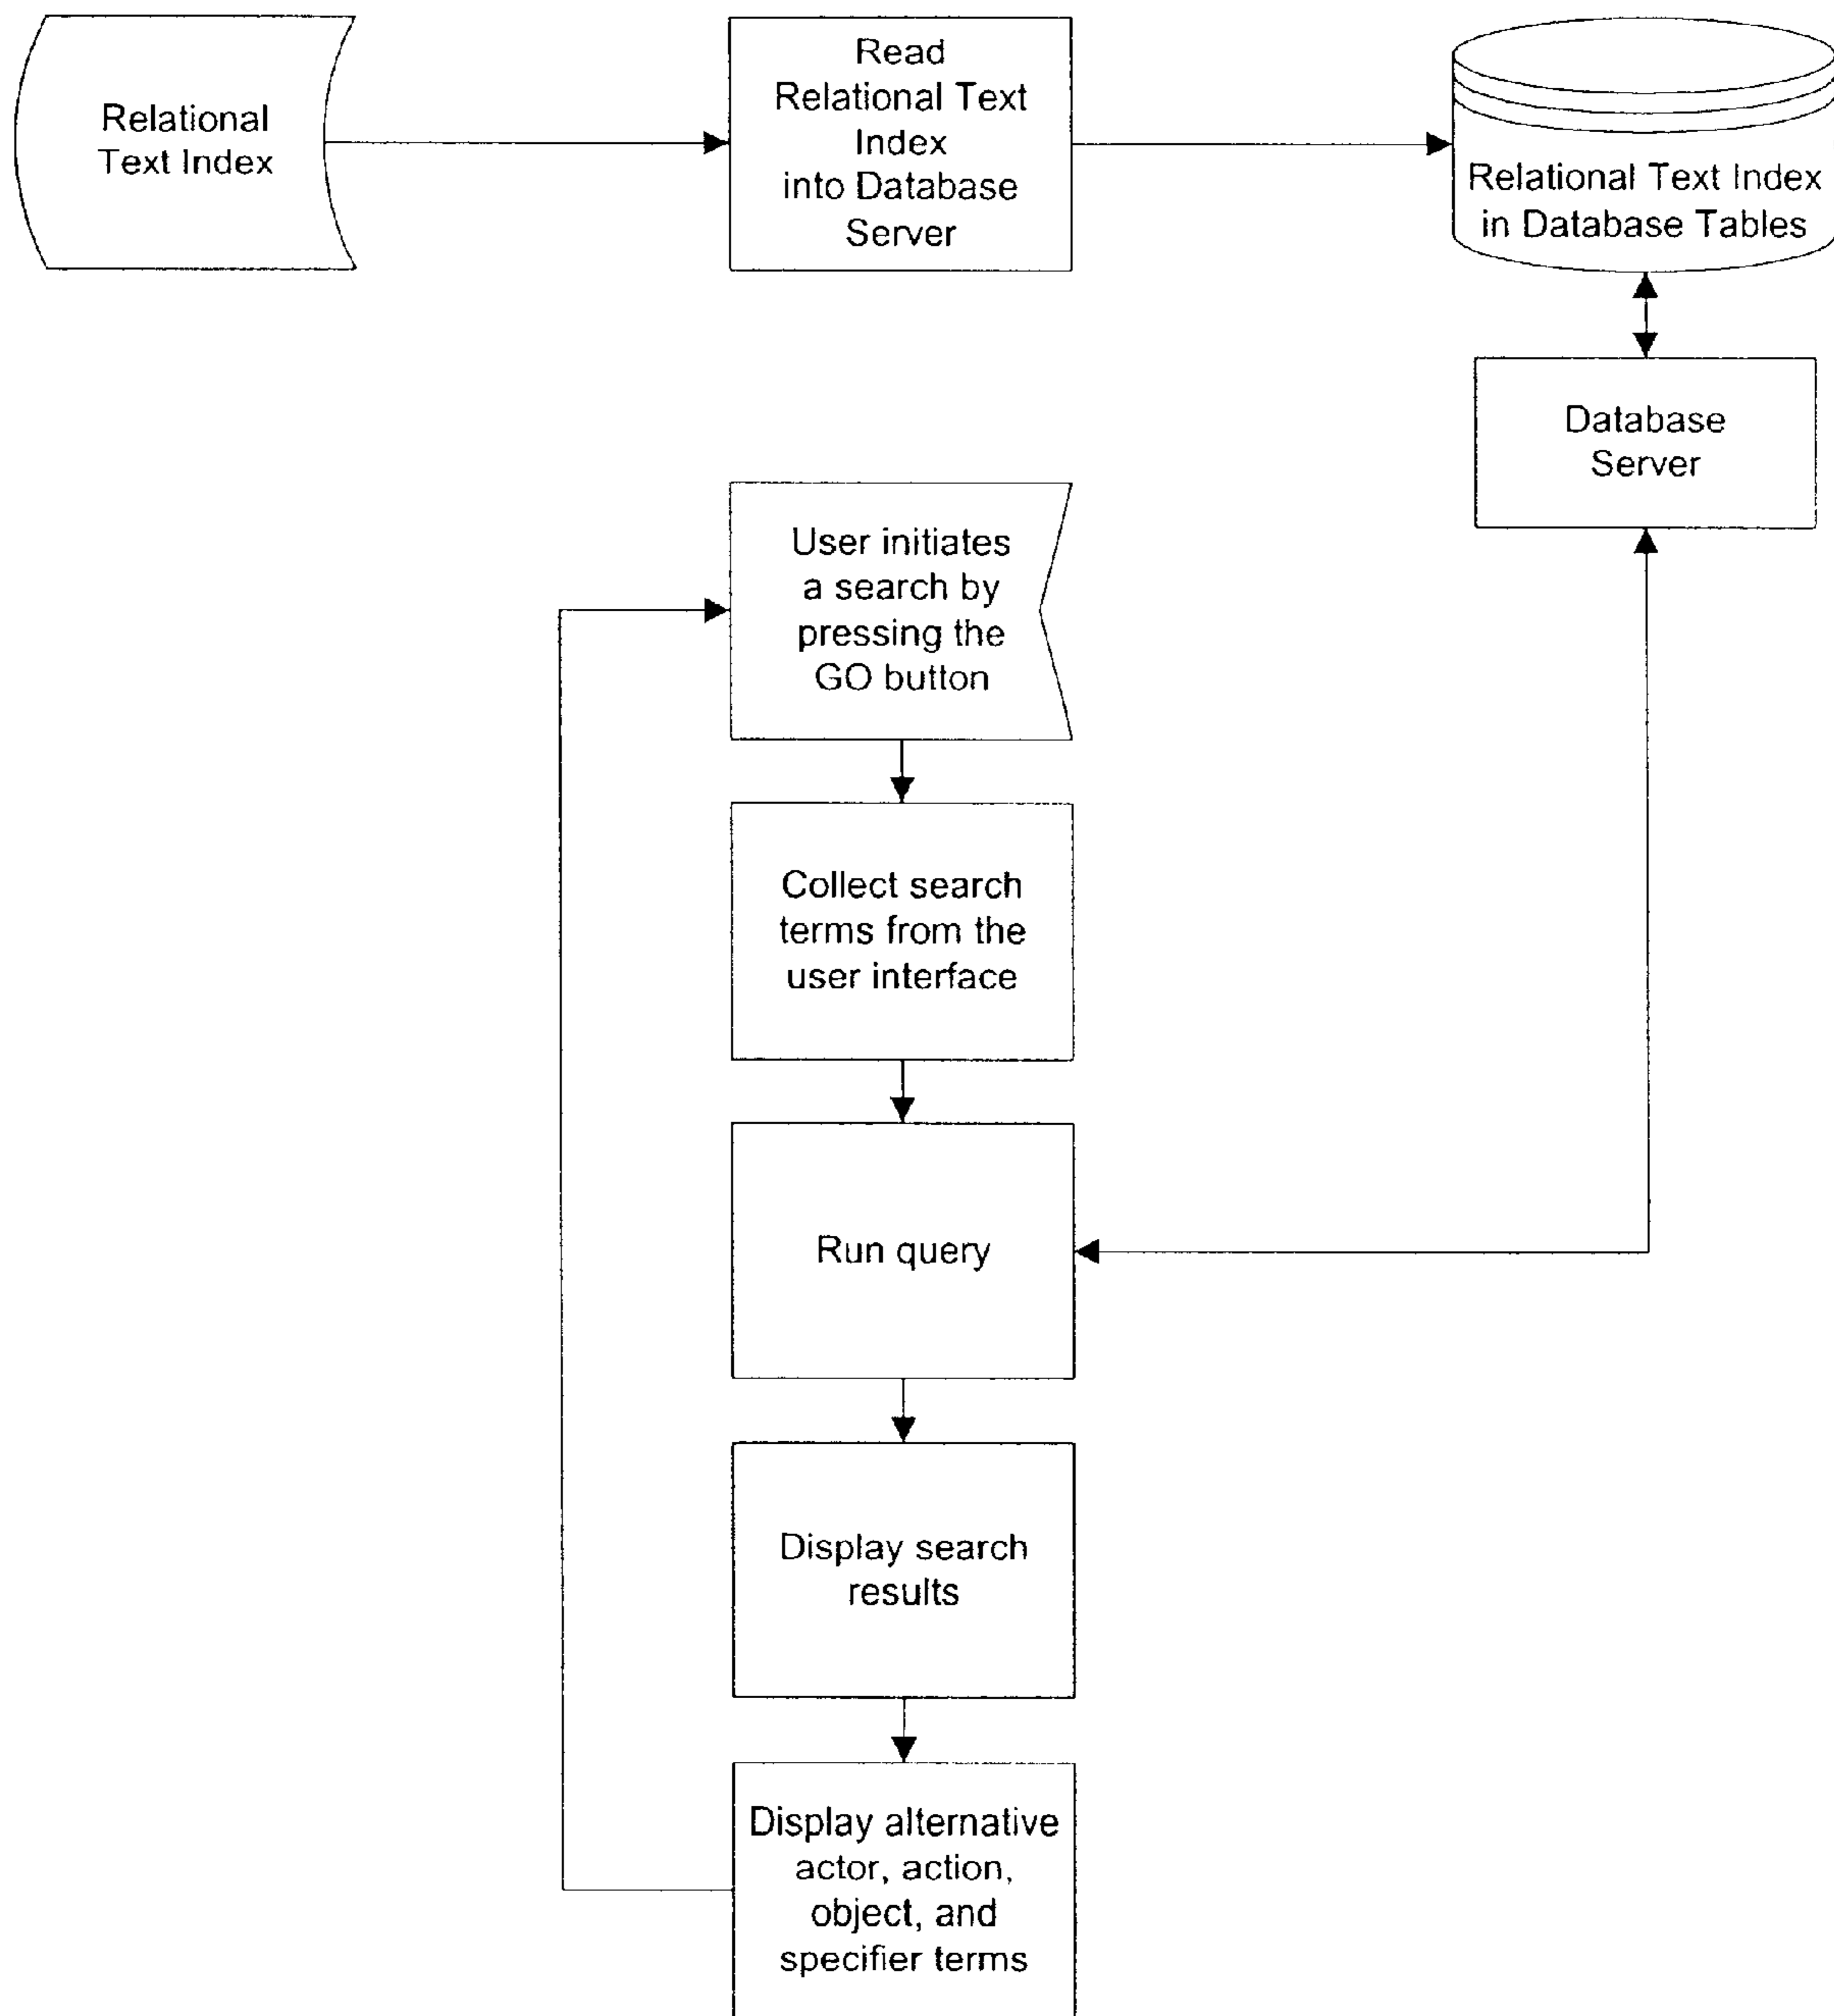 Relational
Text Index
Read
Relational Text
Index
into Database
Server
Relational Text Index
in Database Tables
Database
Server
User initiates
a search by
pressing the
GO button
Collect search
terms from the
user interface
Run query
Display search
results
Display alternative
actor, action,
object, and
specifier terms